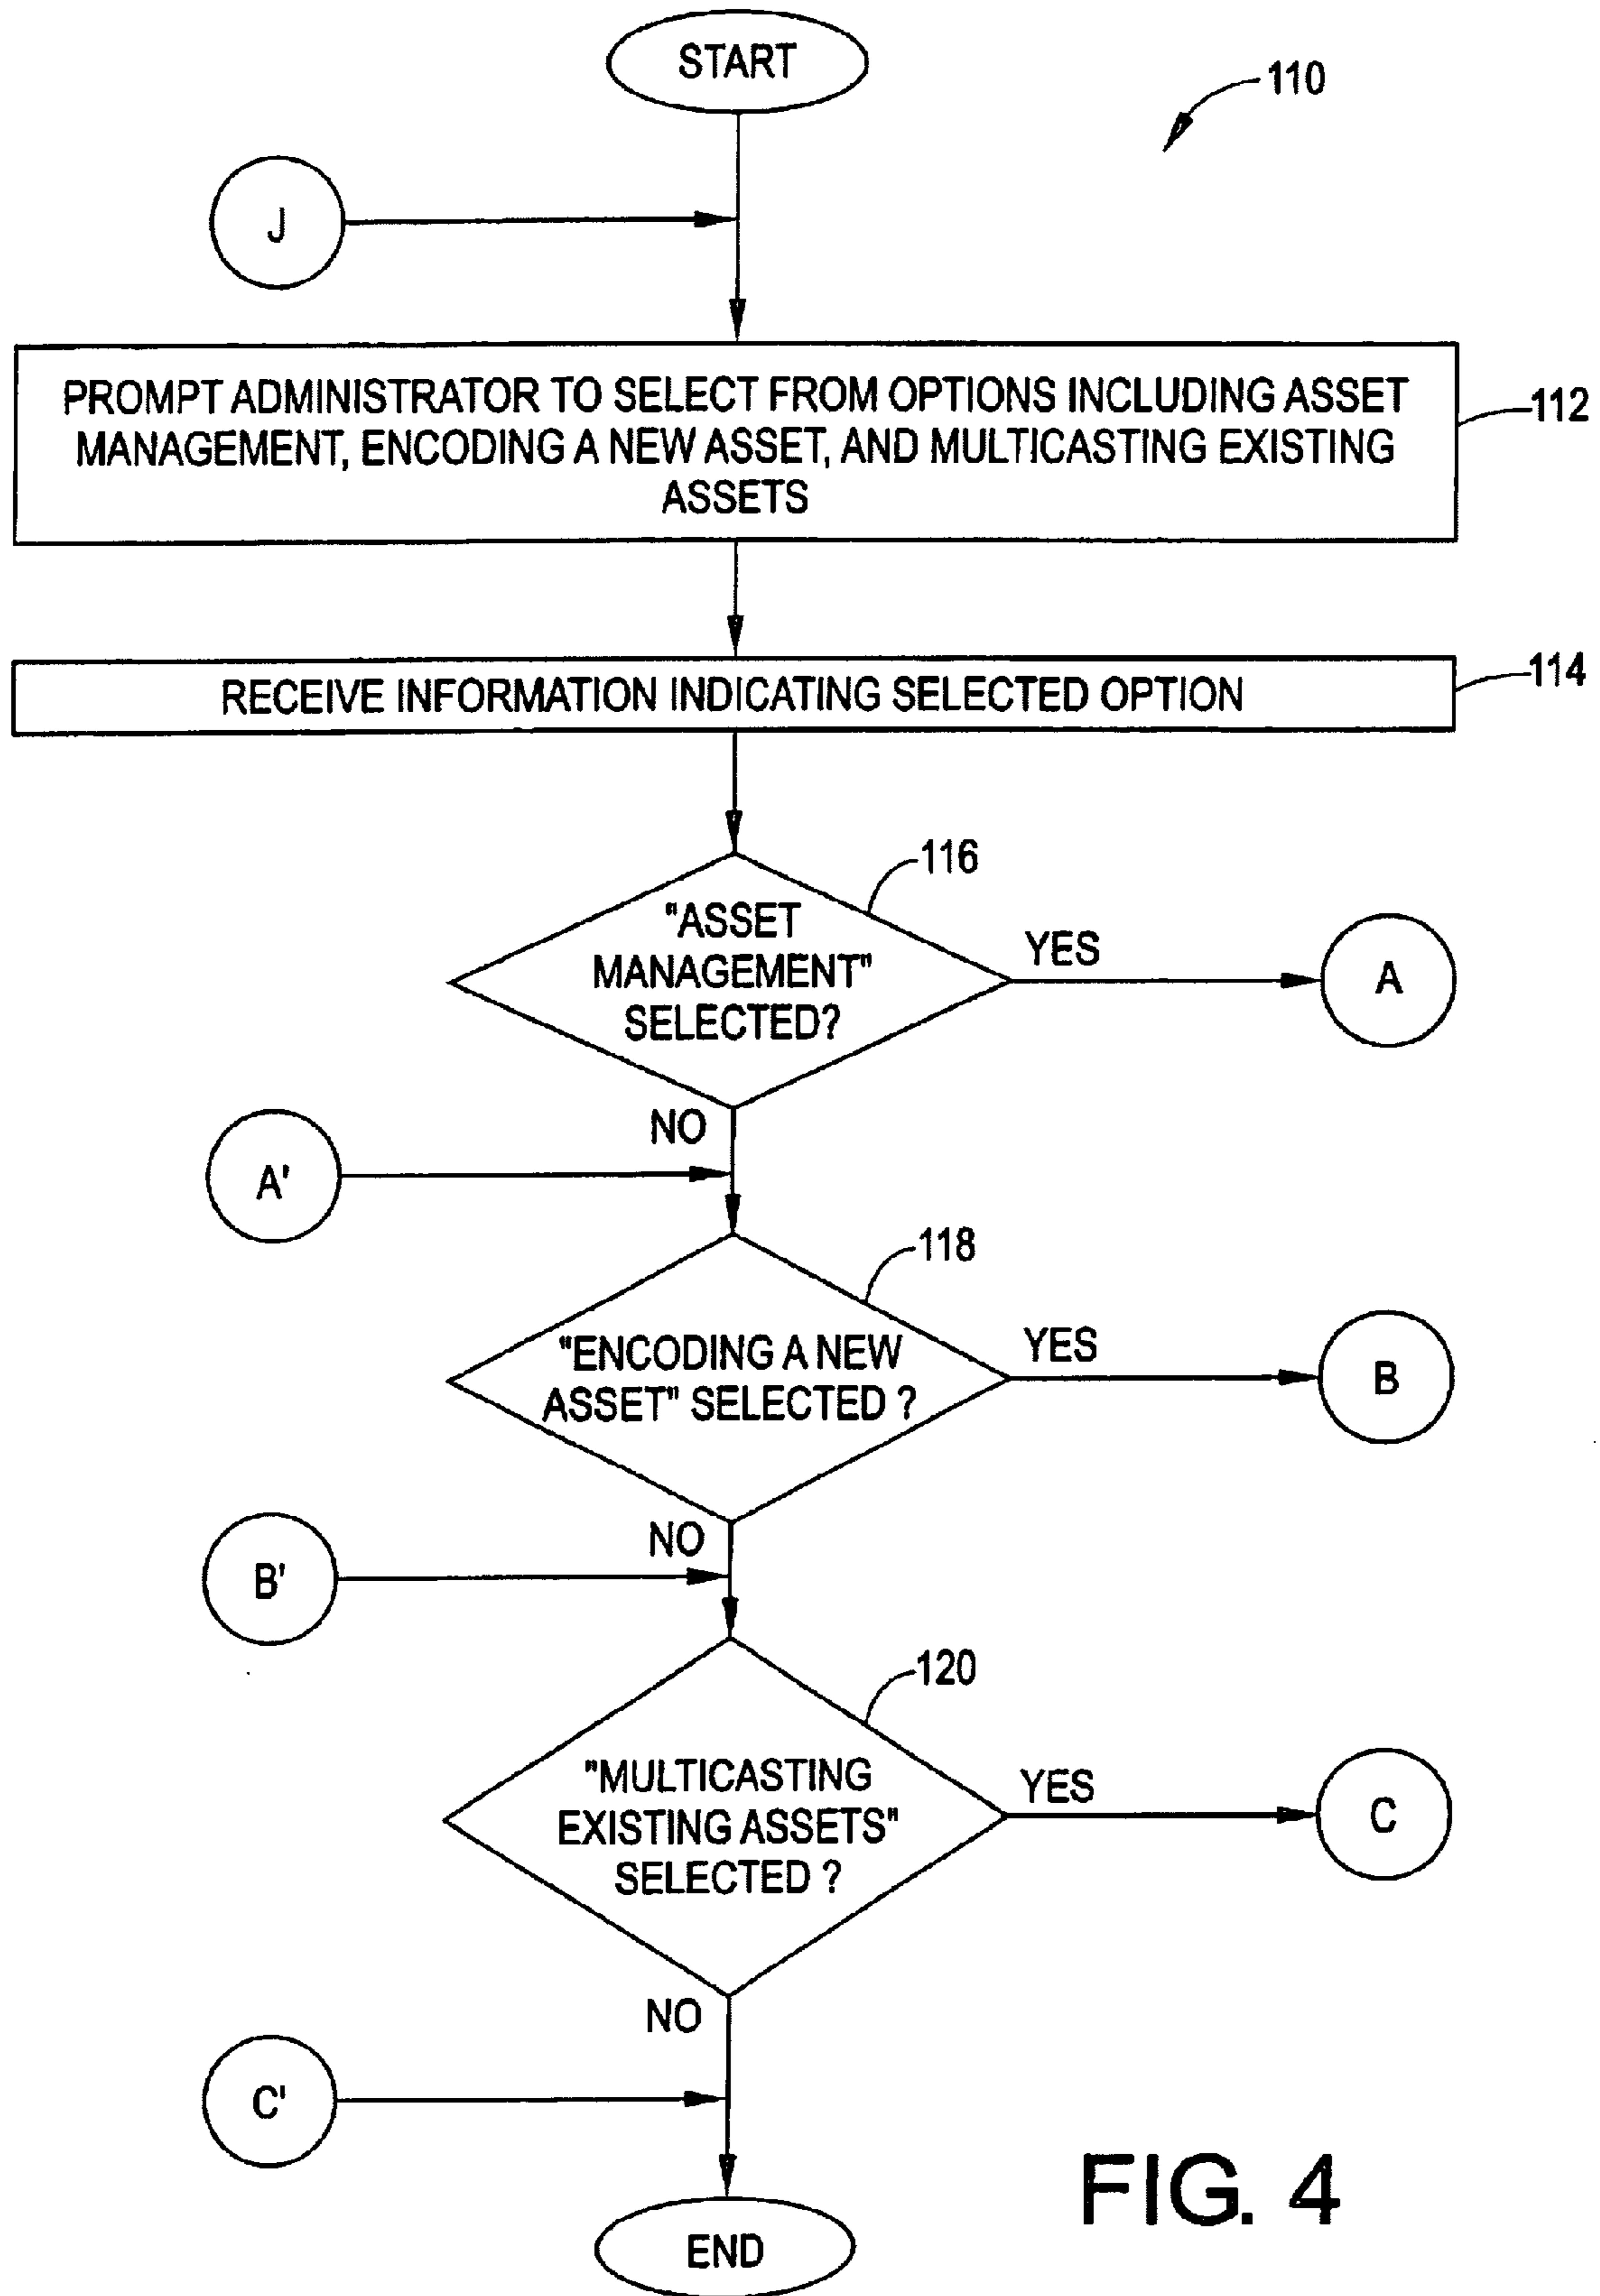 START
110
J
PROMPT ADMINISTRATOR TO SELECT FROM OPTIONS INCLUDING ASSET
MANAGEMENT, ENCODING A NEW ASSET, AND MULTICASTING EXISTING
ASSETS
112
RECEIVE INFORMATION INDICATING SELECTED OPTION
114
116
"ASSET
MANAGEMENT"
SELECTED?
YES
A
NO
A'
118
"ENCODING A NEW
ASSET" SELECTED ?
YES
B
NO
B'
120
"MULTICASTING
EXISTING ASSETS"
SELECTED ?
YES
C
NO
C'
END
FIG. 4